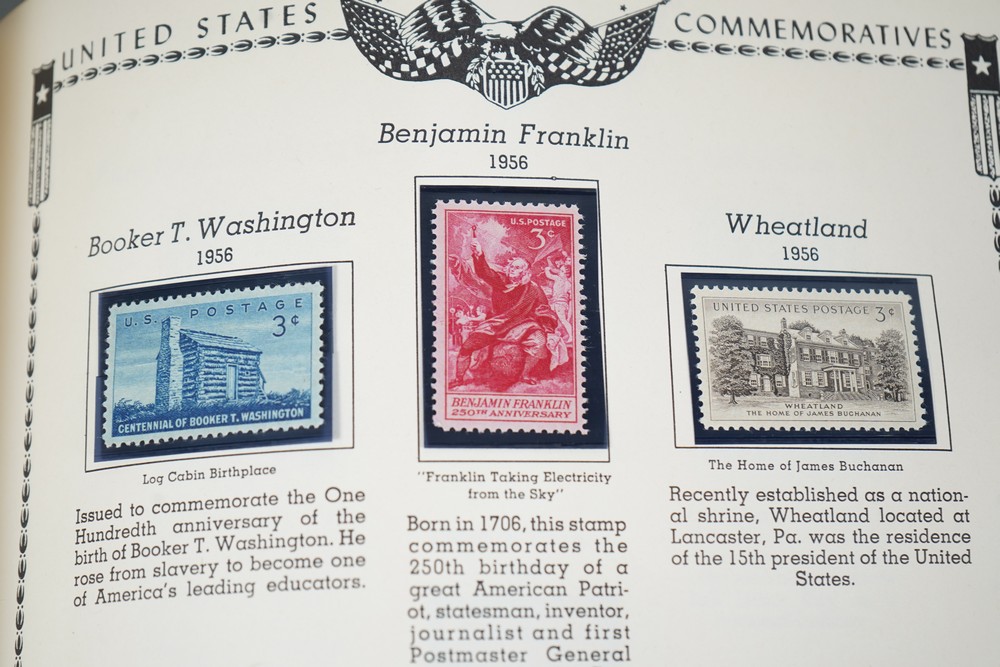 UNITED STATES COMMEMORATIVES
Booker T. Washington
1956
U.S. POSTAGE
3¢
CENTENNIAL OF BOOKER T. WASHINGTON
Log Cabin Birthplace
Issued to commemorate the One
Hundredth anniversary of the
birth of Booker T. Washington. He
rose from slavery to become one
of America's leading educators.
Benjamin Franklin
1956
U.S. POSTAGE
3¢
BENJAMIN FRANKLIN
250TH ANNIVERSARY
"Franklin Taking Electricity
from the Sky"
Born in 1706, this stamp
commemorates the
250th birthday of a
great American Patri-
ot, statesman, inventor,
journalist and first
Postmaster General
Wheatland
1956
UNITED STATES POSTAGE 3¢
WHEATLAND
THE HOME OF JAMES BUCHANAN
The Home of James Buchanan
Recently established as a nation-
al shrine, Wheatland located at
Lancaster, Pa. was the residence
of the 15th president of the United
States.